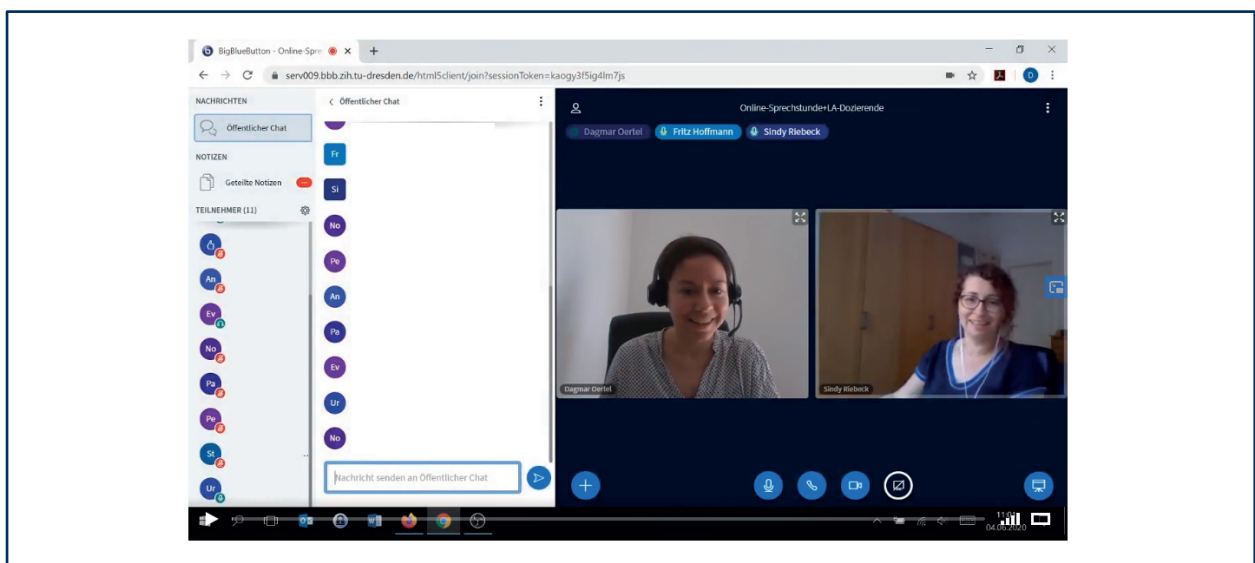 BigBlueButton - Online-Spre
serv009.bbb.zih.tu-dresden.de/html5client/join?sessionToken=kaogy3f5ig4lm7js
D
NACHRICHTEN
Öffentlicher Chat
NOTIZEN
Geteilte Notizen
TEILNEHMER (11)
An
Ev
No
Pa
Pe
St
Ur
Öffentlicher Chat
Fr
Si
No
Pe
An
Pa
Ev
Ur
No
Nachricht senden an Öffentlicher Chat
Online-Sprechstunde+LA-Dozierende
Dagmar Oertel
Fritz Hoffmann
Sindy Riebeck
Dagmar Oertel
Sindy Riebeck
04.06.2020